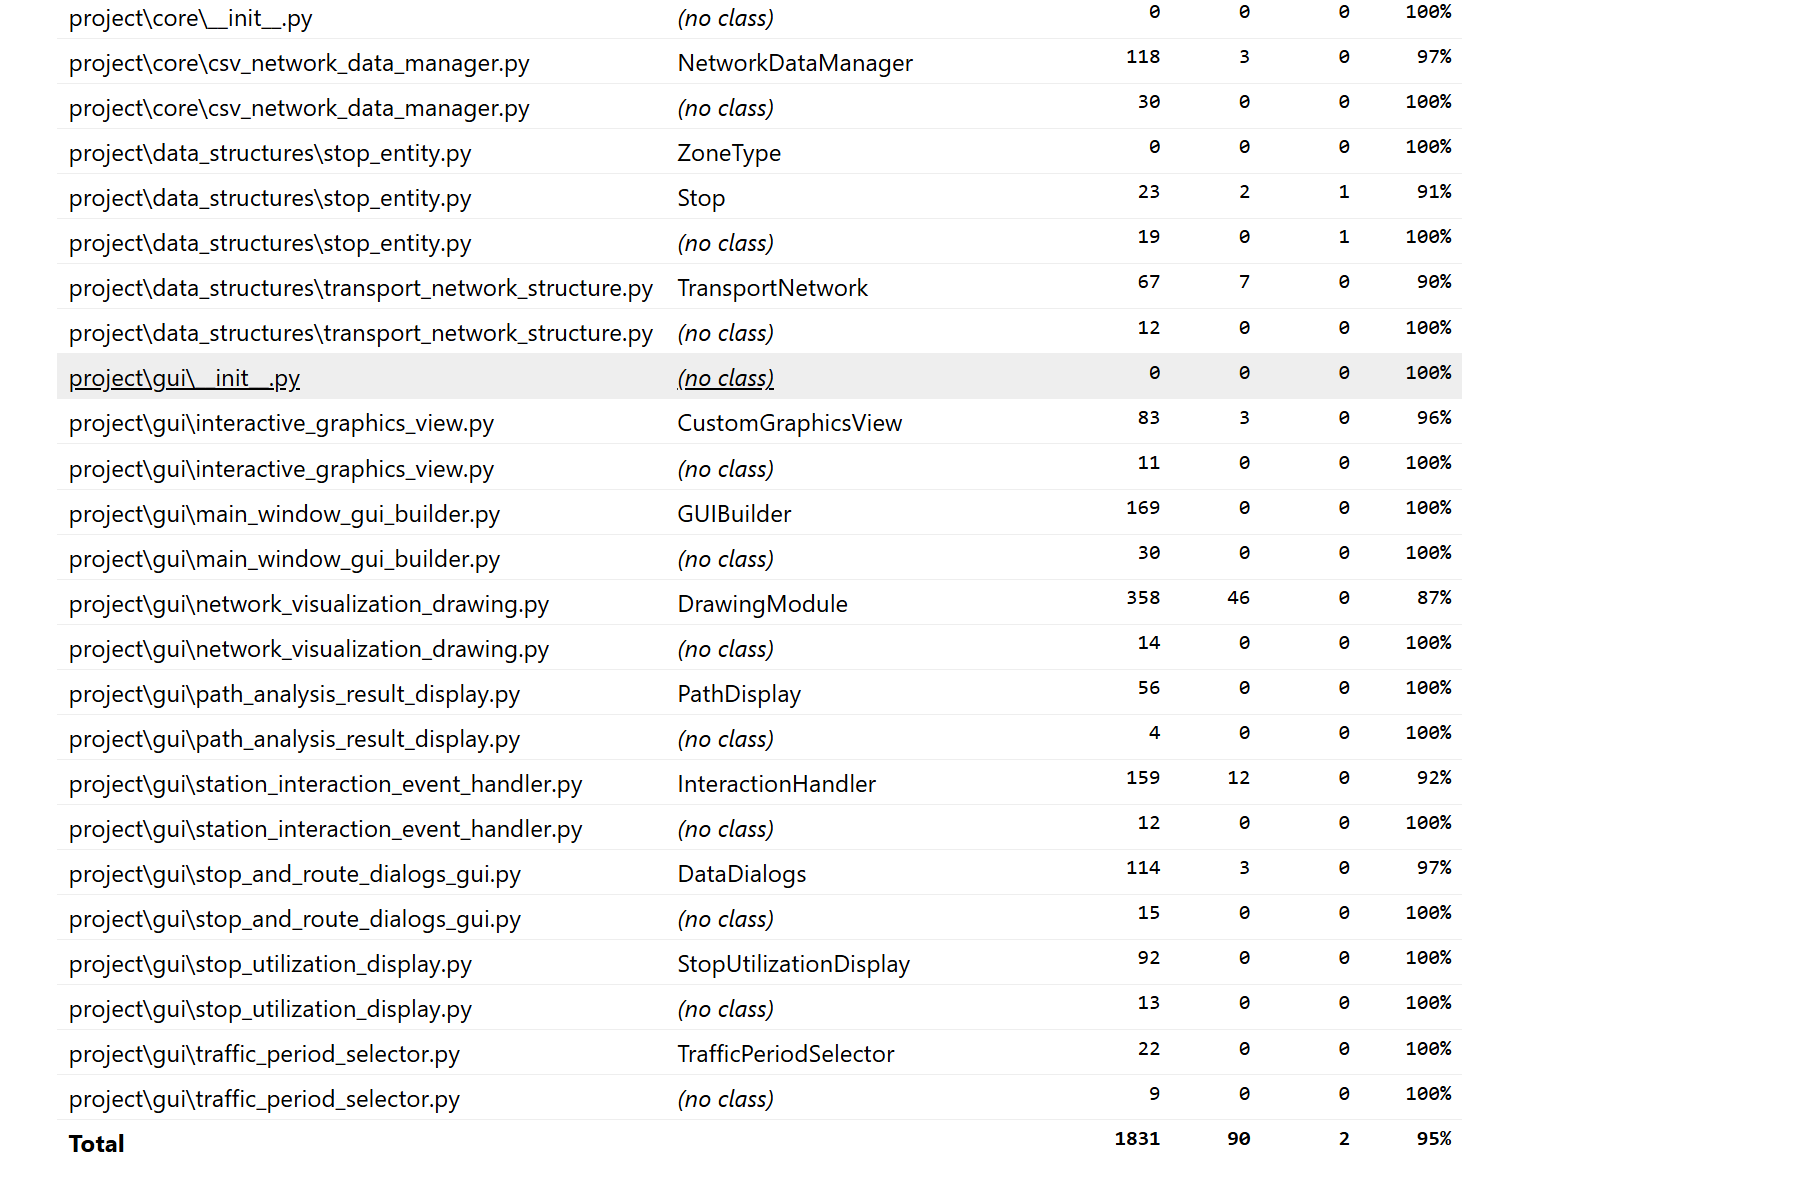 project\core\__init__.py (no class) 0 0 0 100%
project\core\csv_network_data_manager.py NetworkDataManager 118 3 0 97%
project\core\csv_network_data_manager.py (no class) 30 0 0 100%
project\data_structures\stop_entity.py ZoneType 0 0 0 100%
project\data_structures\stop_entity.py Stop 23 2 1 91%
project\data_structures\stop_entity.py (no class) 19 0 1 100%
project\data_structures\transport_network_structure.py TransportNetwork 67 7 0 90%
project\data_structures\transport_network_structure.py (no class) 12 0 0 100%
project\gui\__init__.py (no class) 0 0 0 100%
project\gui\interactive_graphics_view.py CustomGraphicsView 83 3 0 96%
project\gui\interactive_graphics_view.py (no class) 11 0 0 100%
project\gui\main_window_gui_builder.py GUIBuilder 169 0 0 100%
project\gui\main_window_gui_builder.py (no class) 30 0 0 100%
project\gui\network_visualization_drawing.py DrawingModule 358 46 0 87%
project\gui\network_visualization_drawing.py (no class) 14 0 0 100%
project\gui\path_analysis_result_display.py PathDisplay 56 0 0 100%
project\gui\path_analysis_result_display.py (no class) 4 0 0 100%
project\gui\station_interaction_event_handler.py InteractionHandler 159 12 0 92%
project\gui\station_interaction_event_handler.py (no class) 12 0 0 100%
project\gui\stop_and_route_dialogs_gui.py DataDialogs 114 3 0 97%
project\gui\stop_and_route_dialogs_gui.py (no class) 15 0 0 100%
project\gui\stop_utilization_display.py StopUtilizationDisplay 92 0 0 100%
project\gui\stop_utilization_display.py (no class) 13 0 0 100%
project\gui\traffic_period_selector.py TrafficPeriodSelector 22 0 0 100%
project\gui\traffic_period_selector.py (no class) 9 0 0 100%
Total 1831 90 2 95%